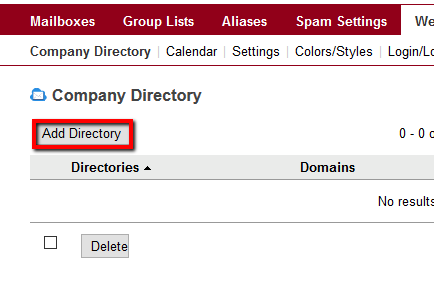 Mailboxes Group Lists Aliases Spam Settings We
Company Directory | Calendar | Settings | Colors/Styles | Login/Lo
Company Directory
Add Directory 0 - 0 o
Directories Domains
No results
Delete